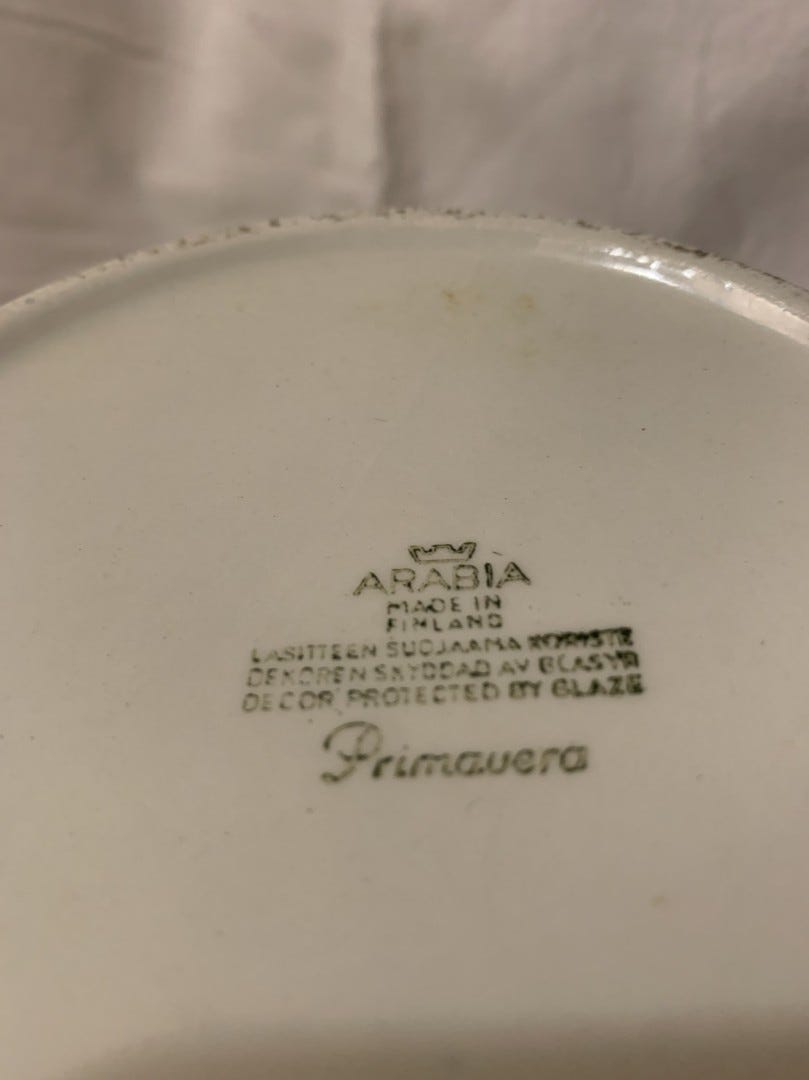 ARABIA
MADE IN
FINLAND
LASITTEEN SUOJAAMA KORISTE
DEKOREN SKYDDAD AV GLASYR
DECOR PROTECTED BY GLAZE
Primavera